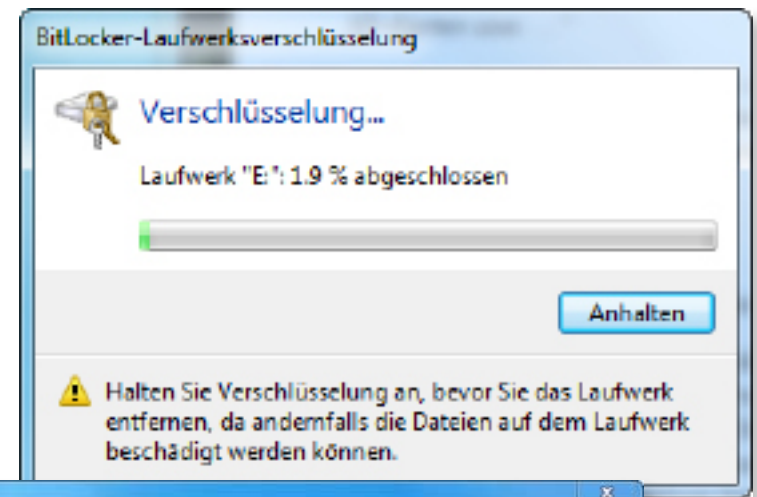 BitLocker-Laufwerksverschlüsselung
Verschlüsselung...
Laufwerk "E:": 1.9 % abgeschlossen
Anhalten
Halten Sie Verschlüsselung an, bevor Sie das Laufwerk
entfernen, da andernfalls die Dateien auf dem Laufwerk
beschädigt werden können.